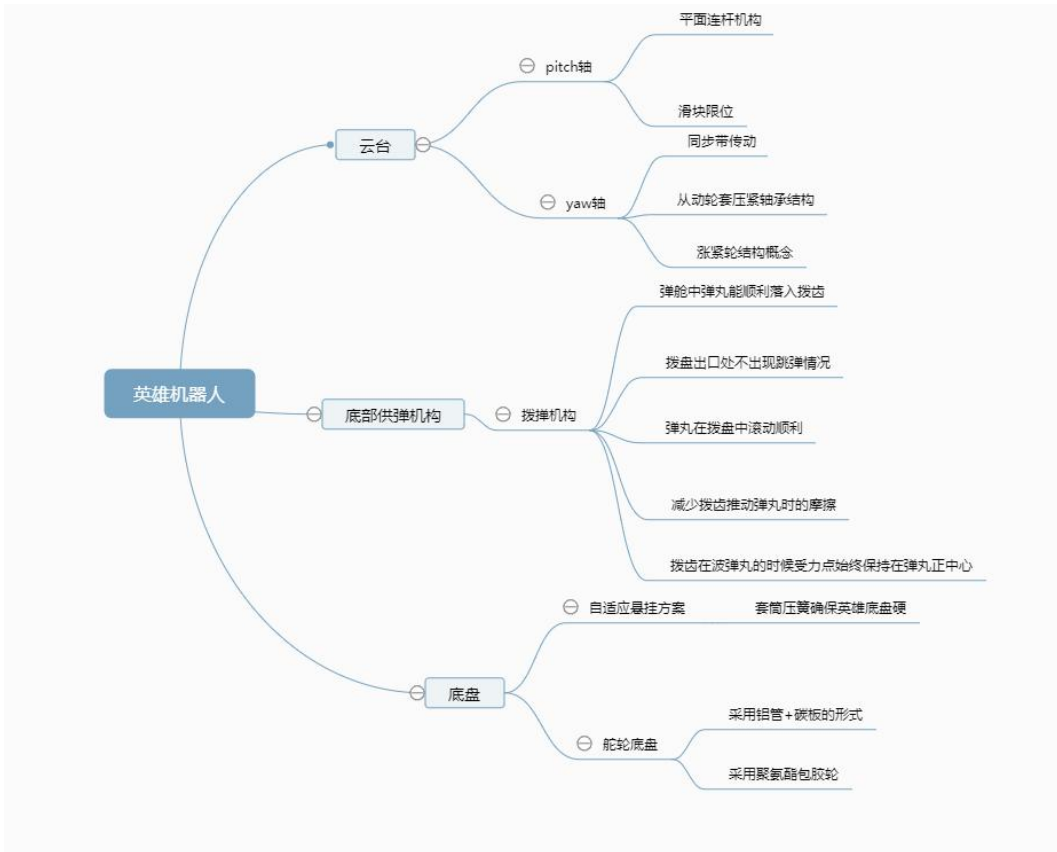 英雄机器人
云台
pitch轴
平面连杆机构
滑块限位
yaw轴
同步带传动
从动轮套压紧轴承结构
涨紧轮结构概念
底部供弹机构
拨掸机构
弹舱中弹丸能顺利落入拨齿
拨盘出口处不出现跳弹情况
弹丸在拨盘中滚动顺利
减少拨齿推动弹丸时的摩擦
拨齿在波弹丸的时候受力点始终保持在弹丸正中心
底盘
自适应悬挂方案
套筒压簧确保英雄底盘硬
舵轮底盘
采用铝管+碳板的形式
采用聚氨酯包胶轮